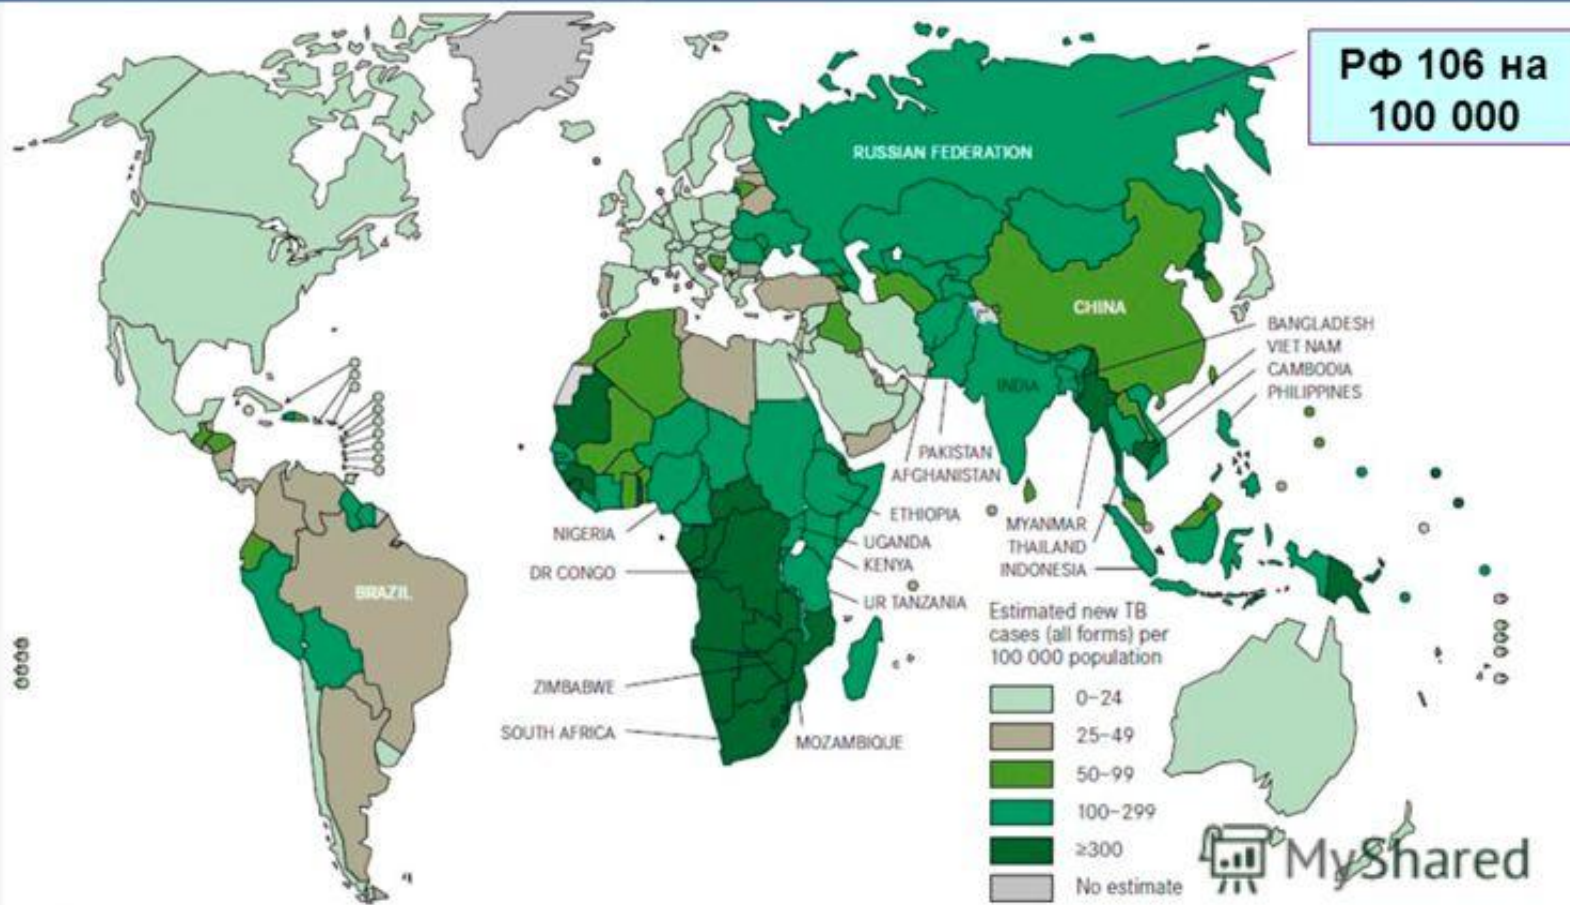 РФ 106 на
100 000
RUSSIAN FEDERATION
CHINA
BANGLADESH
VIET NAM
CAMBODIA
PHILIPPINES
INDIA
PAKISTAN
AFGHANISTAN
NIGERIA
ETHIOPIA
UGANDA
KENYA
DR CONGO
UR TANZANIA
MYANMAR
THAILAND
INDONESIA
BRAZIL
ZIMBABWE
SOUTH AFRICA
MOZAMBIQUE
Estimated new TB
cases (all forms) per
100 000 population
0–24
25–49
50–99
100–299
≥300
No estimate
MyShared